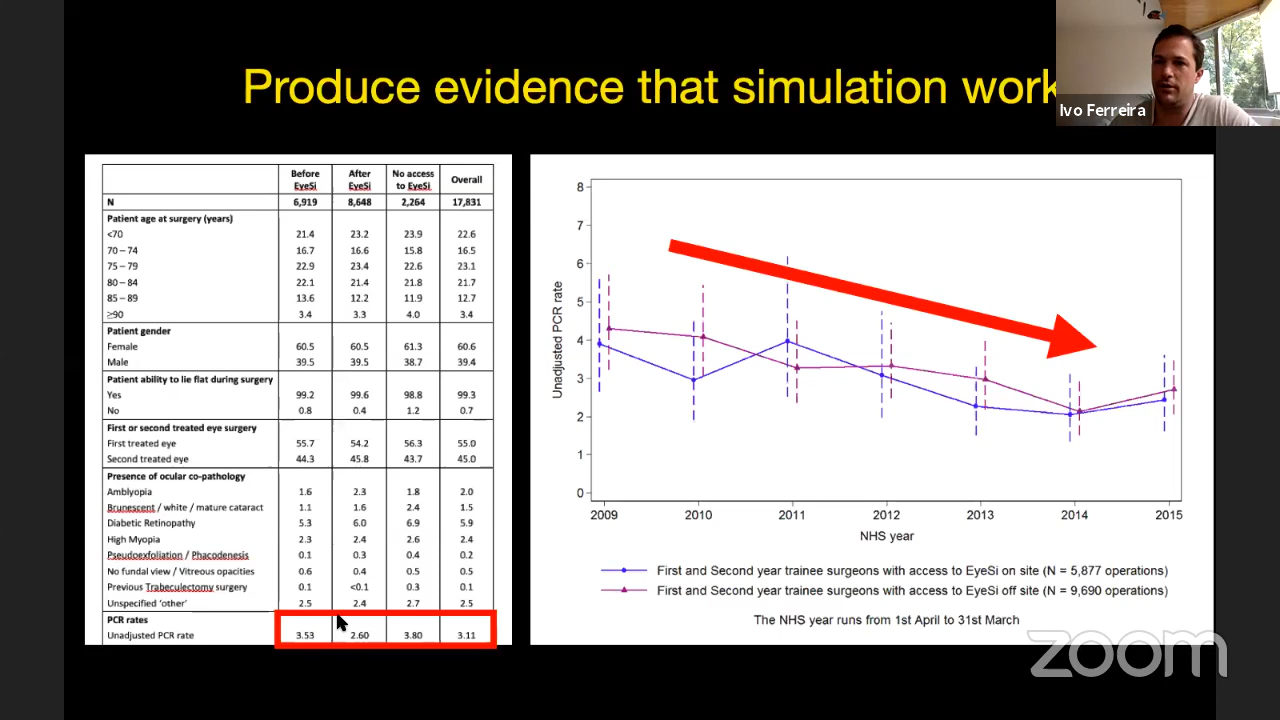 Produce evidence that simulation work
Ivo Ferreira
Before EyeSi After EyeSi No access to EyeSi Overall
N 6,919 8,648 2,264 17,831
Patient age at surgery (years)
<70 21.4 23.2 23.9 22.6
70 – 74 16.7 16.6 15.8 16.5
75 – 79 22.9 23.4 22.6 23.1
80 – 84 22.1 21.4 21.8 21.7
85 – 89 13.6 12.2 11.9 12.7
≥90 3.4 3.3 4.0 3.4
Patient gender
Female 60.5 60.5 61.3 60.6
Male 39.5 39.5 38.7 39.4
Patient ability to lie flat during surgery
Yes 99.2 99.6 98.8 99.3
No 0.8 0.4 1.2 0.7
First or second treated eye surgery
First treated eye 55.7 54.2 56.3 55.0
Second treated eye 44.3 45.8 43.7 45.0
Presence of ocular co-pathology
Amblyopia 1.6 2.3 1.8 2.0
Brunescent / white / mature cataract 1.1 1.6 2.4 1.5
Diabetic Retinopathy 5.3 6.0 6.9 5.9
High Myopia 2.3 2.4 2.6 2.4
Pseudoexfoliation / Phacodenesis 0.1 0.3 0.4 0.2
No fundal view / Vitreous opacities 0.6 0.4 0.5 0.5
Previous Trabeculectomy surgery 0.1 <0.1 0.3 0.1
Unspecified 'other' 2.5 2.4 2.7 2.5
PCR rates
Unadjusted PCR rate 3.53 2.60 3.80 3.11
Unadjusted PCR rate
8
7
6
5
4
3
2
1
0
2009 2010 2011 2012 2013 2014 2015
NHS year
First and Second year trainee surgeons with access to EyeSi on site (N = 5,877 operations)
First and Second year trainee surgeons with access to EyeSi off site (N = 9,690 operations)
The NHS year runs from 1st April to 31st March
zoom